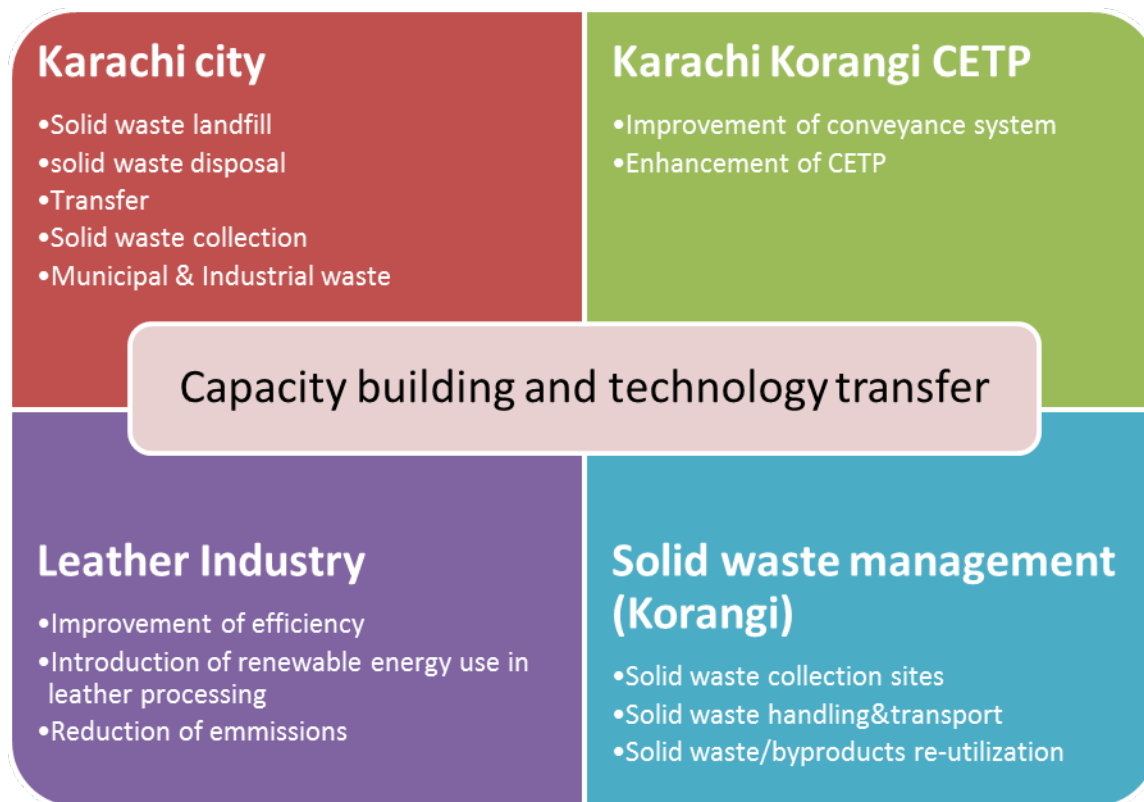 Karachi city
•Solid waste landfill
•solid waste disposal
•Transfer
•Solid waste collection
•Municipal & Industrial waste
Karachi Korangi CETP
•Improvement of conveyance system
•Enhancement of CETP
Capacity building and technology transfer
Leather Industry
•Improvement of efficiency
•Introduction of renewable energy use in
leather processing
•Reduction of emmissions
Solid waste management
(Korangi)
•Solid waste collection sites
•Solid waste handling&transport
•Solid waste/byproducts re-utilization